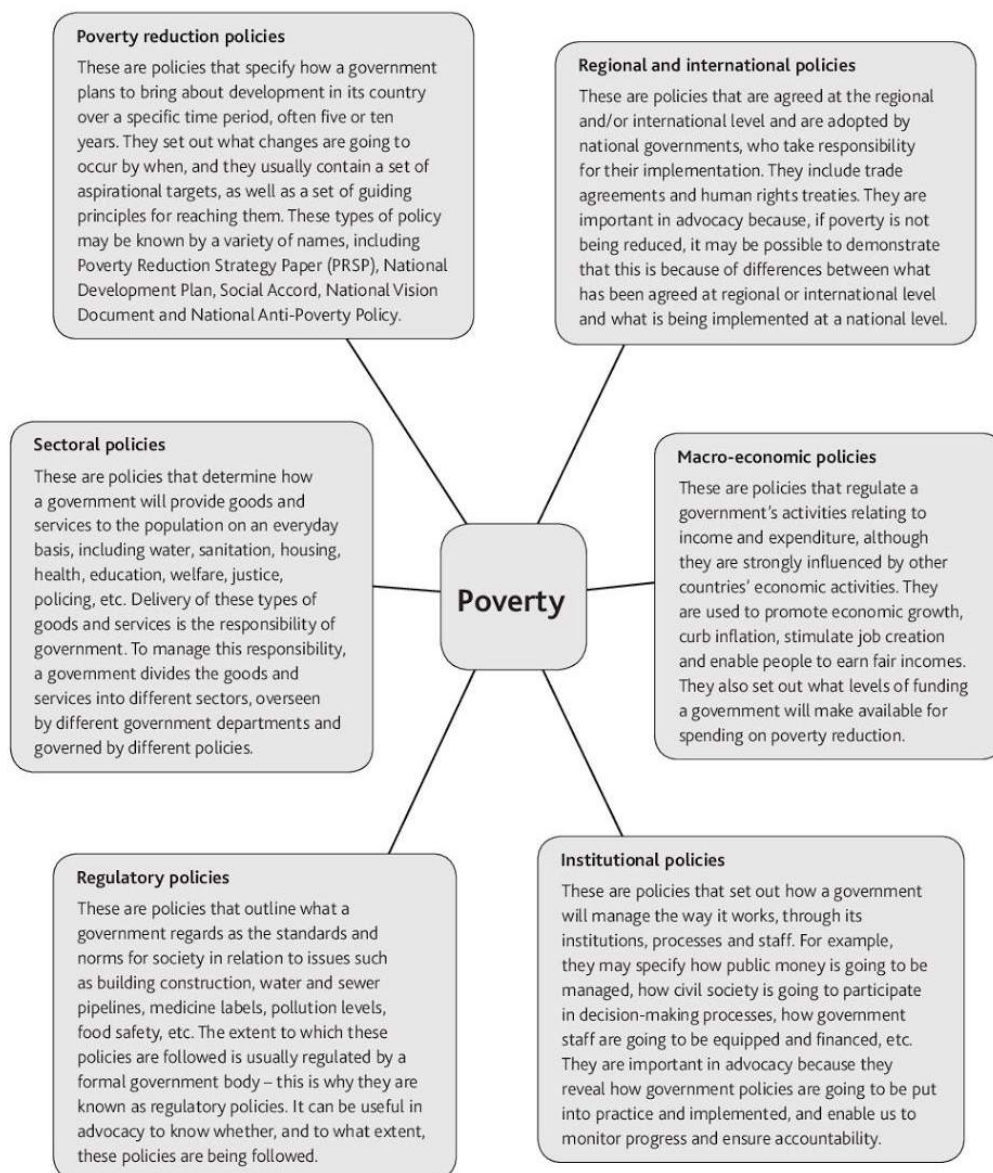 Poverty reduction policies
These are policies that specify how a government
plans to bring about development in its country
over a specific time period, often five or ten
years. They set out what changes are going to
occur by when, and they usually contain a set of
aspirational targets, as well as a set of guiding
principles for reaching them. These types of policy
may be known by a variety of names, including
Poverty Reduction Strategy Paper (PRSP), National
Development Plan, Social Accord, National Vision
Document and National Anti-Poverty Policy.
Regional and international policies
These are policies that are agreed at the regional
and/or international level and are adopted by
national governments, who take responsibility
for their implementation. They include trade
agreements and human rights treaties. They are
important in advocacy because, if poverty is not
being reduced, it may be possible to demonstrate
that this is because of differences between what
has been agreed at regional or international level
and what is being implemented at a national level.
Sectoral policies
These are policies that determine how
a government will provide goods and
services to the population on an everyday
basis, including water, sanitation, housing,
health, education, welfare, justice,
policing, etc. Delivery of these types of
goods and services is the responsibility of
government. To manage this responsibility,
a government divides the goods and
services into different sectors, overseen
by different government departments and
governed by different policies.
Poverty
Macro-economic policies
These are policies that regulate a
government's activities relating to
income and expenditure, although
they are strongly influenced by other
countries' economic activities. They
are used to promote economic growth,
curb inflation, stimulate job creation
and enable people to earn fair incomes.
They also set out what levels of funding
a government will make available for
spending on poverty reduction.
Regulatory policies
These are policies that outline what a
government regards as the standards and
norms for society in relation to issues such
as building construction, water and sewer
pipelines, medicine labels, pollution levels,
food safety, etc. The extent to which these
policies are followed is usually regulated by a
formal government body – this is why they are
known as regulatory policies. It can be useful in
advocacy to know whether, and to what extent,
these policies are being followed.
Institutional policies
These are policies that set out how a government
will manage the way it works, through its
institutions, processes and staff. For example,
they may specify how public money is going to be
managed, how civil society is going to participate
in decision-making processes, how government
staff are going to be equipped and financed, etc.
They are important in advocacy because they
reveal how government policies are going to be put
into practice and implemented, and enable us to
monitor progress and ensure accountability.